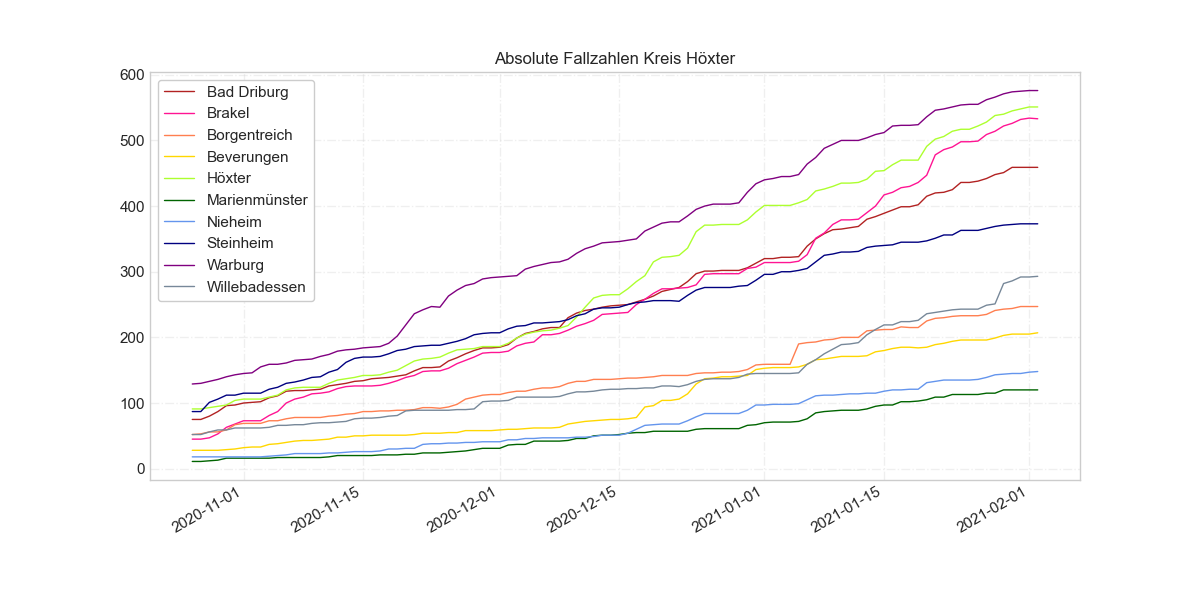 Absolute Fallzahlen Kreis Höxter
600
500
400
300
200
100
0
Bad Driburg
Brakel
Borgentreich
Beverungen
Höxter
Marienmünster
Nieheim
Steinheim
Warburg
Willebadessen
2020-11-01
2020-11-15
2020-12-01
2020-12-15
2021-01-01
2021-01-15
2021-02-01